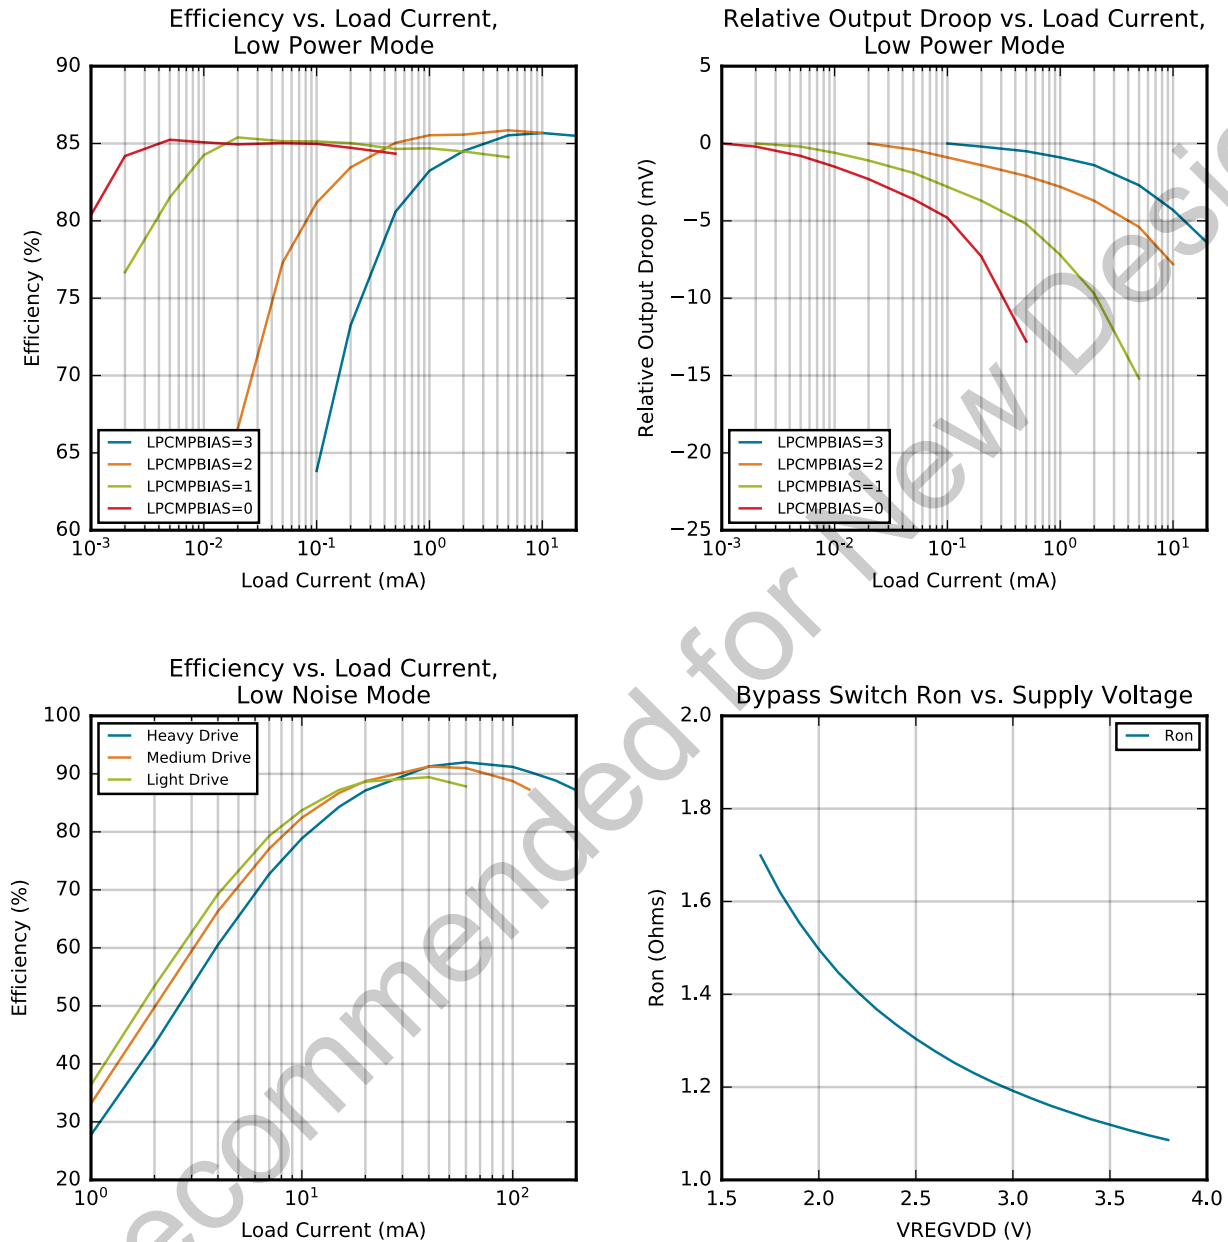 Efficiency vs. Load Current,
Low Power Mode
90
85
80
75
70
65
60
Efficiency (%)
LPCMPBIAS=3
LPCMPBIAS=2
LPCMPBIAS=1
LPCMPBIAS=0
10⁻³ 10⁻² 10⁻¹ 10⁰ 10¹
Load Current (mA)
Relative Output Droop vs. Load Current,
Low Power Mode
5
0
−5
−10
−15
−20
−25
Relative Output Droop (mV)
LPCMPBIAS=3
LPCMPBIAS=2
LPCMPBIAS=1
LPCMPBIAS=0
10⁻³ 10⁻² 10⁻¹ 10⁰ 10¹
Load Current (mA)
Efficiency vs. Load Current,
Low Noise Mode
100
90
80
70
60
50
40
30
20
Efficiency (%)
Heavy Drive
Medium Drive
Light Drive
10⁰ 10¹ 10²
Load Current (mA)
Bypass Switch Ron vs. Supply Voltage
2.0
1.8
1.6
1.4
1.2
1.0
Ron (Ohms)
Ron
1.5 2.0 2.5 3.0 3.5 4.0
VREGVDD (V)
ecommended for New Desig